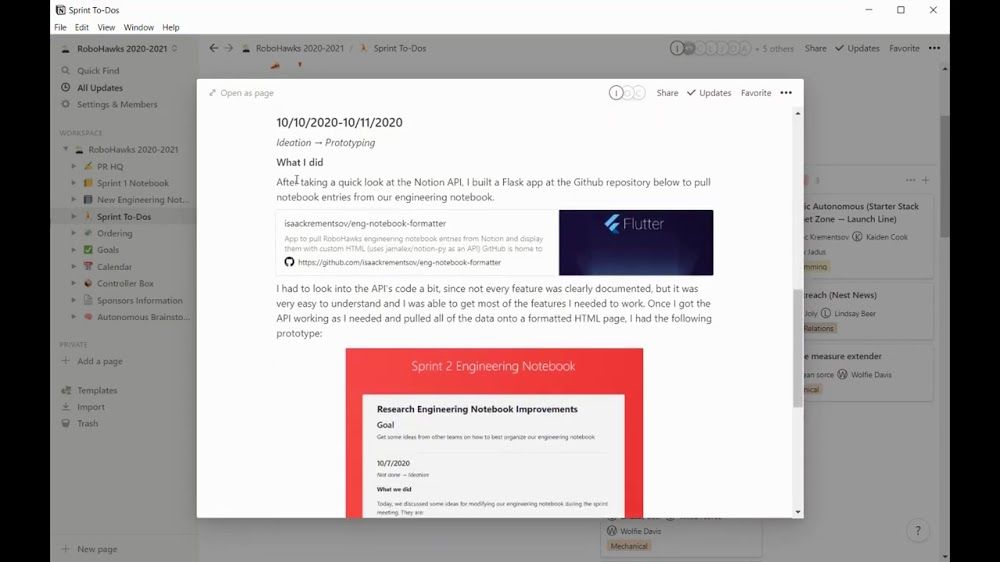 Sprint To-Dos
File Edit View Window Help
RoboHawks 2020-2021
Quick Find
All Updates
Settings & Members
WORKSPACE
RoboHawks 2020-2021
PR HQ
Sprint 1 Notebook
New Engineering Not...
Sprint To-Dos
Ordering
Goals
Calendar
Controller Box
Sponsors Information
Autonomous Brainsto...
PRIVATE
Add a page
Templates
Import
Trash
New page
RoboHawks 2020-2021 / Sprint To-Dos
+ 5 others Share Updates Favorite
Open as page
Share Updates Favorite
10/10/2020-10/11/2020
Ideation → Prototyping
What I did
After taking a quick look at the Notion API, I built a Flask app at the Github repository below to pull
notebook entries from our engineering notebook.
isaackrementsov/eng-notebook-formatter
App to pull RoboHawks engineering notebook entries from Notion and display
them with custom HTML (uses jamalex/notion-py as an API) GitHub is home to
https://github.com/isaackrementsov/eng-notebook-formatter
Flutter
I had to look into the API's code a bit, since not every feature was clearly documented, but it was
very easy to understand and I was able to get most of the features I needed to work. Once I got the
API working as I needed and pulled all of the data onto a formatted HTML page, I had the following
prototype:
Sprint 2 Engineering Notebook
Research Engineering Notebook Improvements
Goal
Get some ideas from other teams on how to best organize our engineering notebook
10/7/2020
Not done → Ideation
What we did
Today, we discussed some ideas for modifying our engineering notebook during the sprint
meeting. They are:
3
Autonomous (Starter Stack
et Zone → Launch Line)
Krementsov Kaiden Cook
Jadus
mming
reach (Nest News)
Joly Lindsay Beer
Relations
e measure extender
ean sorce Wolfie Davis
nical
Wolfie Davis
Mechanical
?